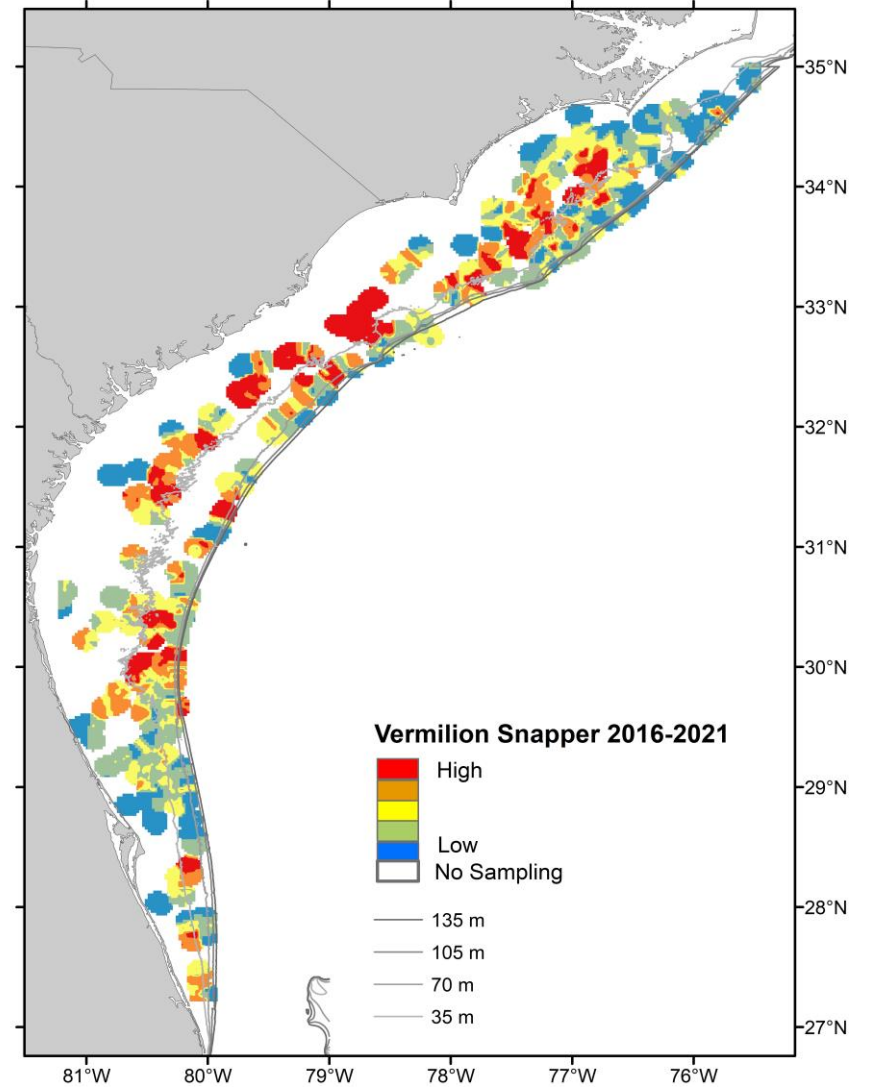 35°N
34°N
33°N
32°N
31°N
30°N
Vermilion Snapper 2016-2021
High
29°N
Low
No Sampling
28°N
135 m
105 m
70 m
35 m
27°N
81°W 80°W 79°W 78°W 77°W 76°W